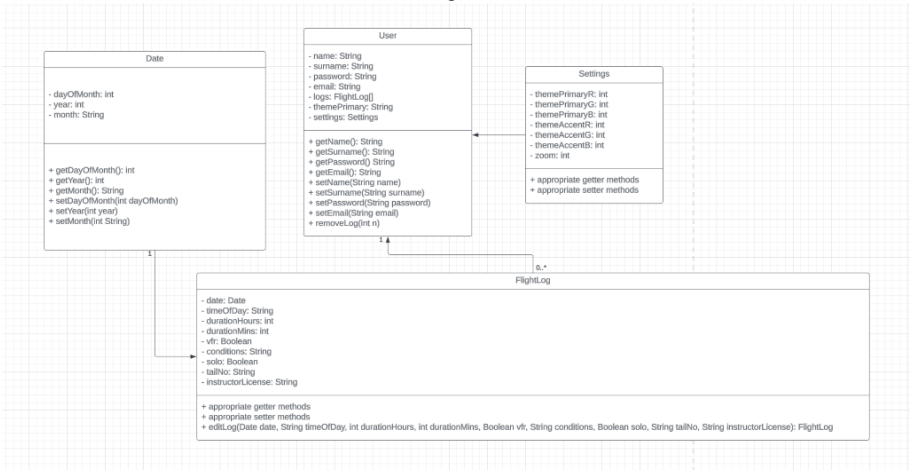 Date
- dayOfMonth: int
- year: int
- month: String
+ getDayOfMonth(): int
+ getYear(): int
+ getMonth(): String
+ setDayOfMonth(int dayOfMonth)
+ setYear(int year)
+ setMonth(int String)
1
User
- name: String
- surname: String
- password: String
- email: String
- logs: FlightLog[]
- themePrimary: String
- settings: Settings
+ getName(): String
+ getSurname(): String
+ getPassword() String
+ getEmail(): String
+ setName(String name)
+ setSurname(String surname)
+ setPassword(String password)
+ setEmail(String email)
+ removeLog(int n)
1
Settings
- themePrimaryR: int
- themePrimaryG: int
- themePrimaryB: int
- themeAccentR: int
- themeAccentG: int
- themeAccentB: int
- zoom: int
+ appropriate getter methods
+ appropriate setter methods
0..*
FlightLog
- date: Date
- timeOfDay: String
- durationHours: int
- durationMins: int
- vfr: Boolean
- conditions: String
- solo: Boolean
- tailNo: String
- instructorLicense: String
+ appropriate getter methods
+ appropriate setter methods
+ editLog(Date date, String timeOfDay, int durationHours, int durationMins, Boolean vfr, String conditions, Boolean solo, String tailNo, String instructorLicense): FlightLog